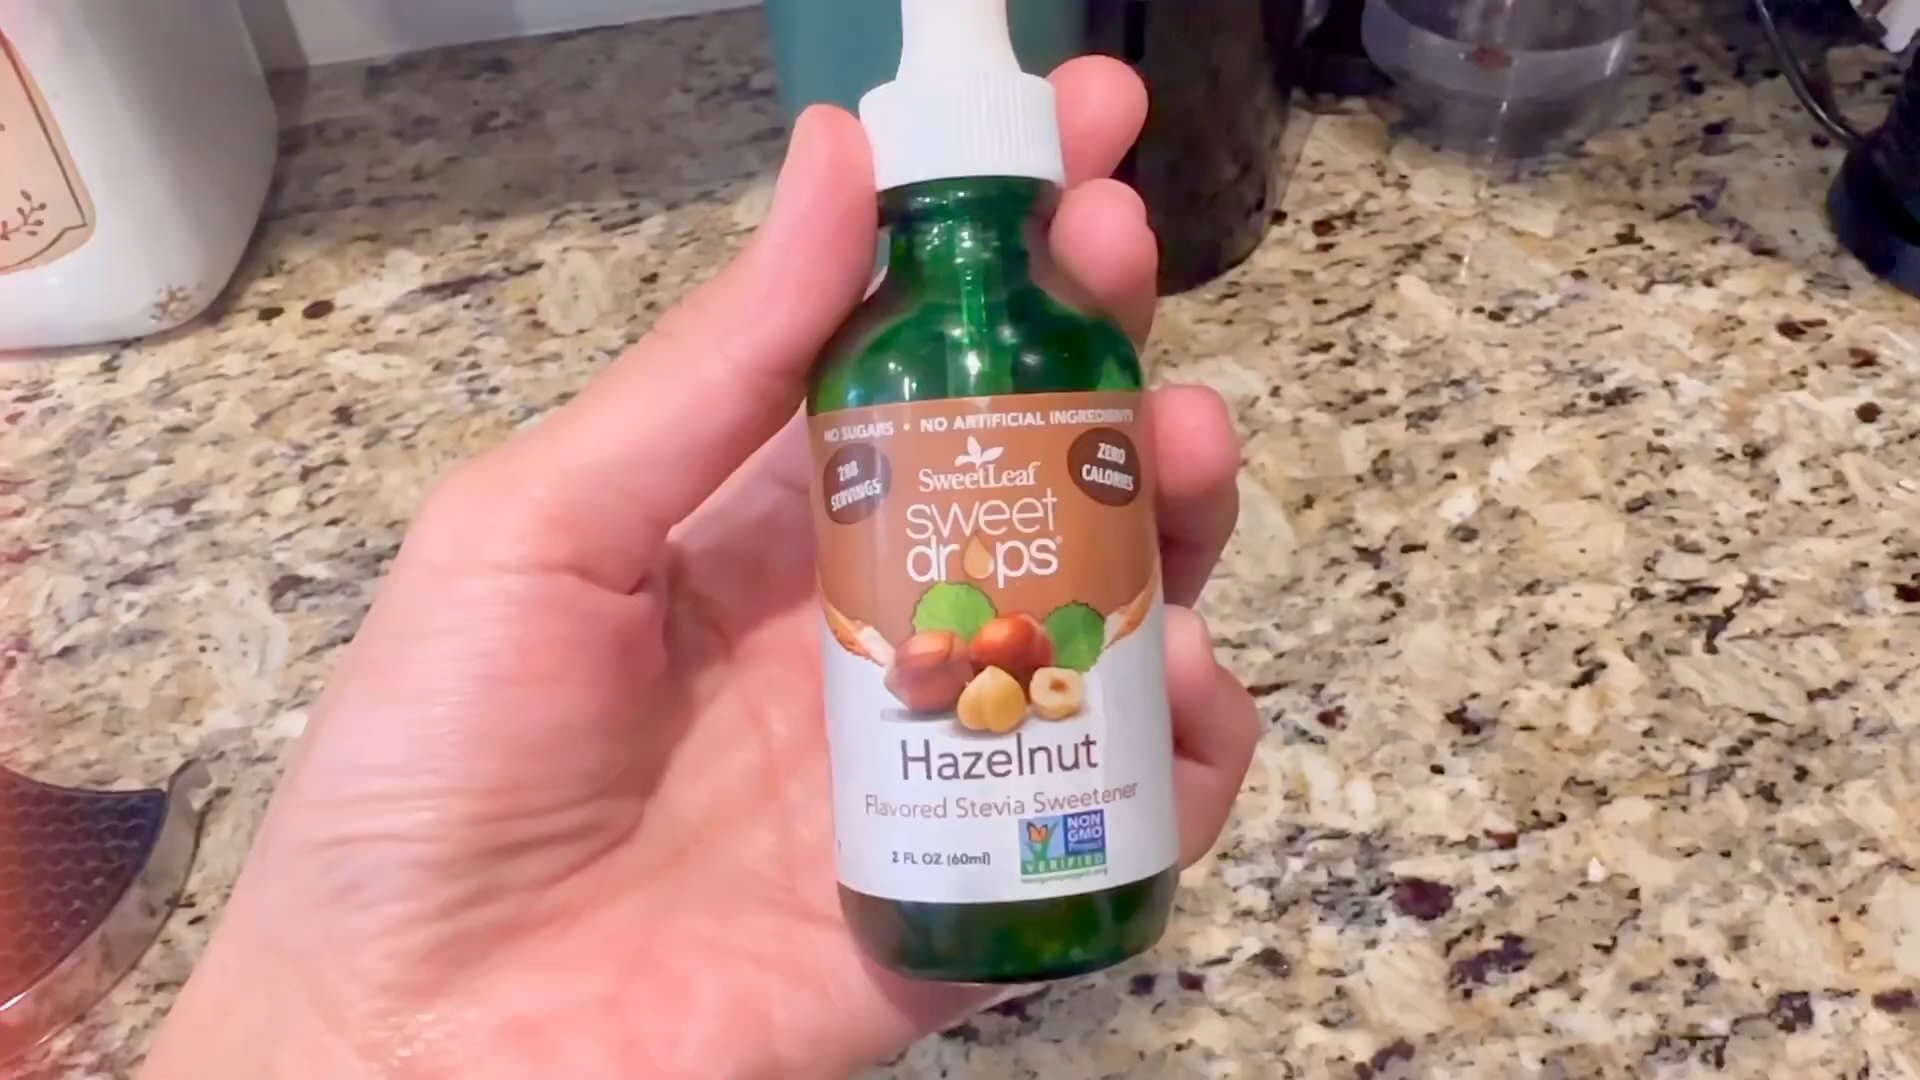 NO SUGARS • NO ARTIFICIAL INGREDIENTS
288
SERVINGS
ZERO
CALORIES
SweetLeaf
sweet
drops®
Hazelnut
Flavored Stevia Sweetener
NON
GMO
Project
VERIFIED
2 FL OZ (60ml)